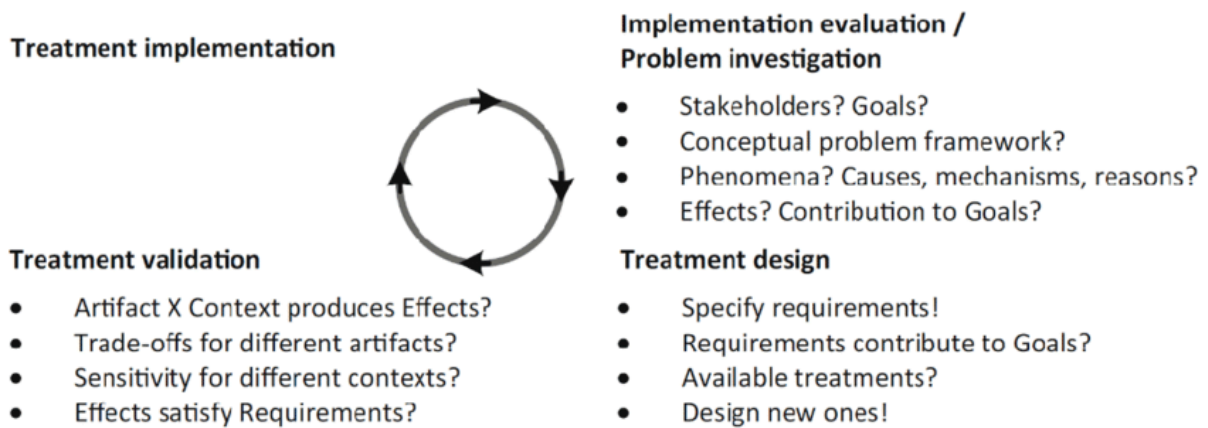 Treatment implementation
Implementation evaluation /
Problem investigation
• Stakeholders? Goals?
• Conceptual problem framework?
• Phenomena? Causes, mechanisms, reasons?
• Effects? Contribution to Goals?
Treatment validation
• Artifact X Context produces Effects?
• Trade-offs for different artifacts?
• Sensitivity for different contexts?
• Effects satisfy Requirements?
Treatment design
• Specify requirements!
• Requirements contribute to Goals?
• Available treatments?
• Design new ones!